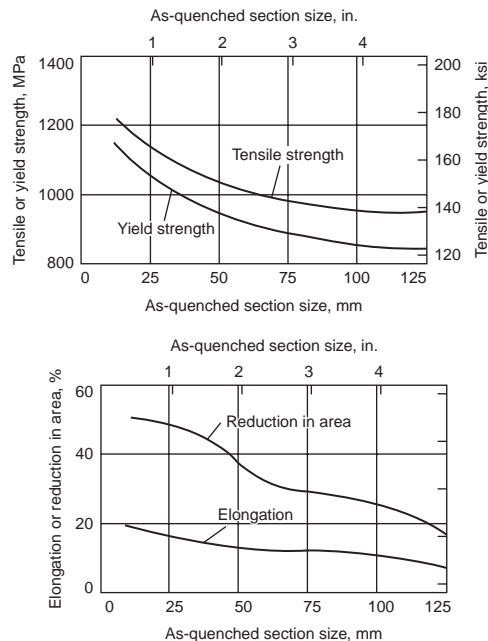 As-quenched section size, in.
1 2 3 4
Tensile or yield strength, MPa
1400
1200
1000
800
Tensile strength
Yield strength
200
180
160
140
120
Tensile or yield strength, ksi
0 25 50 75 100 125
As-quenched section size, mm
As-quenched section size, in.
1 2 3 4
Elongation or reduction in area, %
60
40
20
0
Reduction in area
Elongation
0 25 50 75 100 125
As-quenched section size, mm